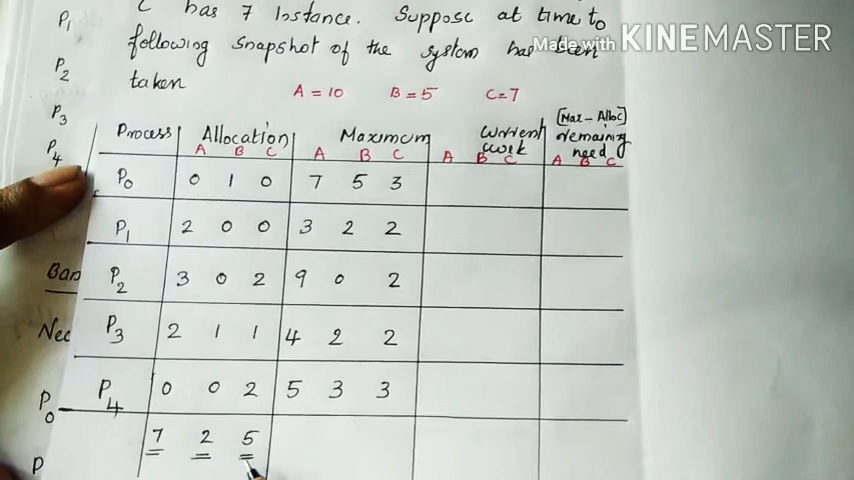 C has 7 Instance. Suppose at time to
following snapshot of the system has been
taken
Made with KINEMASTER
A = 10 B = 5 C = 7
P1
P2
P3
P4
Process Allocation Maximum Current work [Max - Alloc] remaining need
A B C A B C A B C A B C
P0 0 1 0 7 5 3
P1 2 0 0 3 2 2
P2 3 0 2 9 0 2
P3 2 1 1 4 2 2
P4 0 0 2 5 3 3
7 2 5
Ban
Nec
P0
P